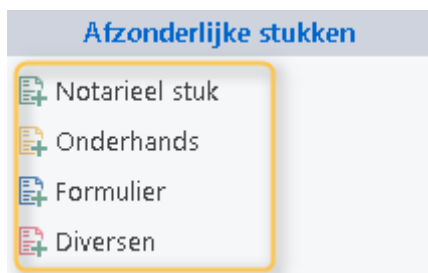 Afzonderlijke stukken
Notarieel stuk
Onderhands
Formulier
Diversen